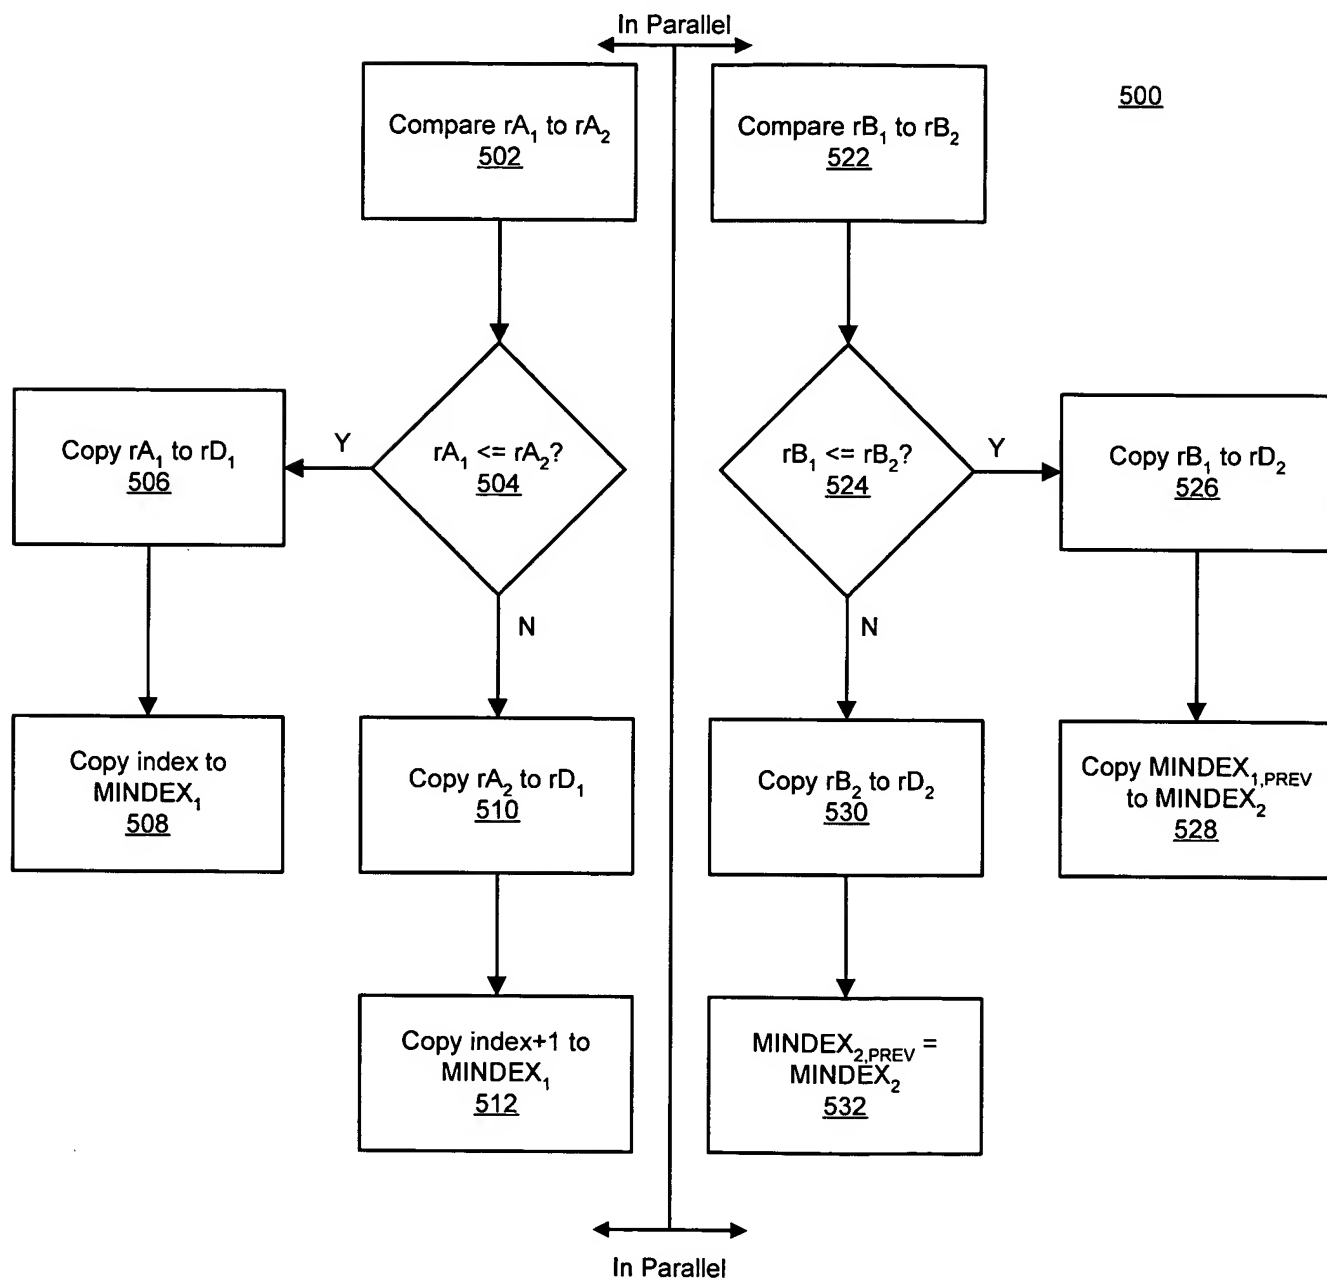 In Parallel
500
Compare rA₁ to rA₂
502
Compare rB₁ to rB₂
522
Copy rA₁ to rD₁
506
Y
rA₁ <= rA₂?
504
rB₁ <= rB₂?
524
Y
Copy rB₁ to rD₂
526
N
N
Copy index to
MINDEX₁
508
Copy rA₂ to rD₁
510
Copy rB₂ to rD₂
530
Copy MINDEX₁,PREV
to MINDEX₂
528
Copy index+1 to
MINDEX₁
512
MINDEX₂,PREV =
MINDEX₂
532
In Parallel